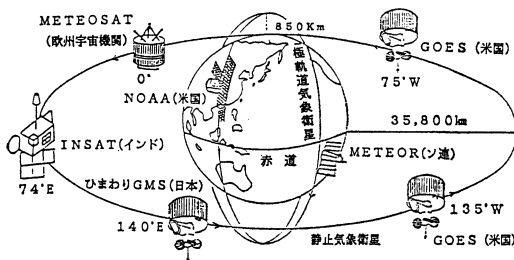 METEOSAT
(欧州宇宙機関)
0°
850Km
GOES (米国)
75°W
NOAA(米国)
極軌道気象衛星
35,800km
INSAT(インド)
74°E
赤道
METEOR(ソ連)
ひまわりGMS(日本)
140°E
135°W
静止気象衛星
GOES(米国)